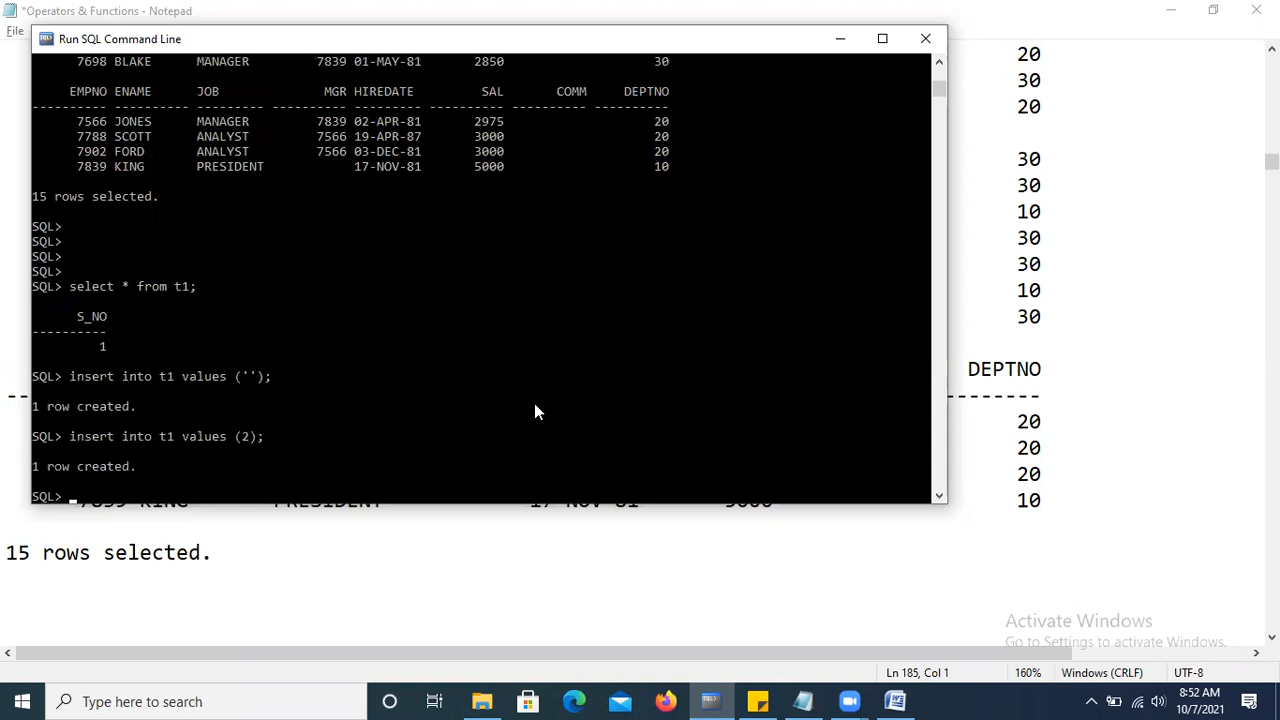 *Operators & Functions - Notepad
File
Run SQL Command Line
7698 BLAKE MANAGER 7839 01-MAY-81 2850 30
EMPNO ENAME JOB MGR HIREDATE SAL COMM DEPTNO
---------- ---------- --------- ---------- --------- ---------- ---------- ----------
7566 JONES MANAGER 7839 02-APR-81 2975 20
7788 SCOTT ANALYST 7566 19-APR-87 3000 20
7902 FORD ANALYST 7566 03-DEC-81 3000 20
7839 KING PRESIDENT 17-NOV-81 5000 10
15 rows selected.
SQL>
SQL>
SQL>
SQL>
SQL> select * from t1;
S_NO
----------
1
SQL> insert into t1 values ('');
1 row created.
SQL> insert into t1 values (2);
1 row created.
SQL>
20
30
20
30
30
10
30
30
10
30
DEPTNO
20
20
20
7839 KING PRESIDENT 17-NOV-81 5000 10
15 rows selected.
Activate Windows
Go to Settings to activate Windows.
Ln 185, Col 1 160% Windows (CRLF) UTF-8
Type here to search
8:52 AM
10/7/2021